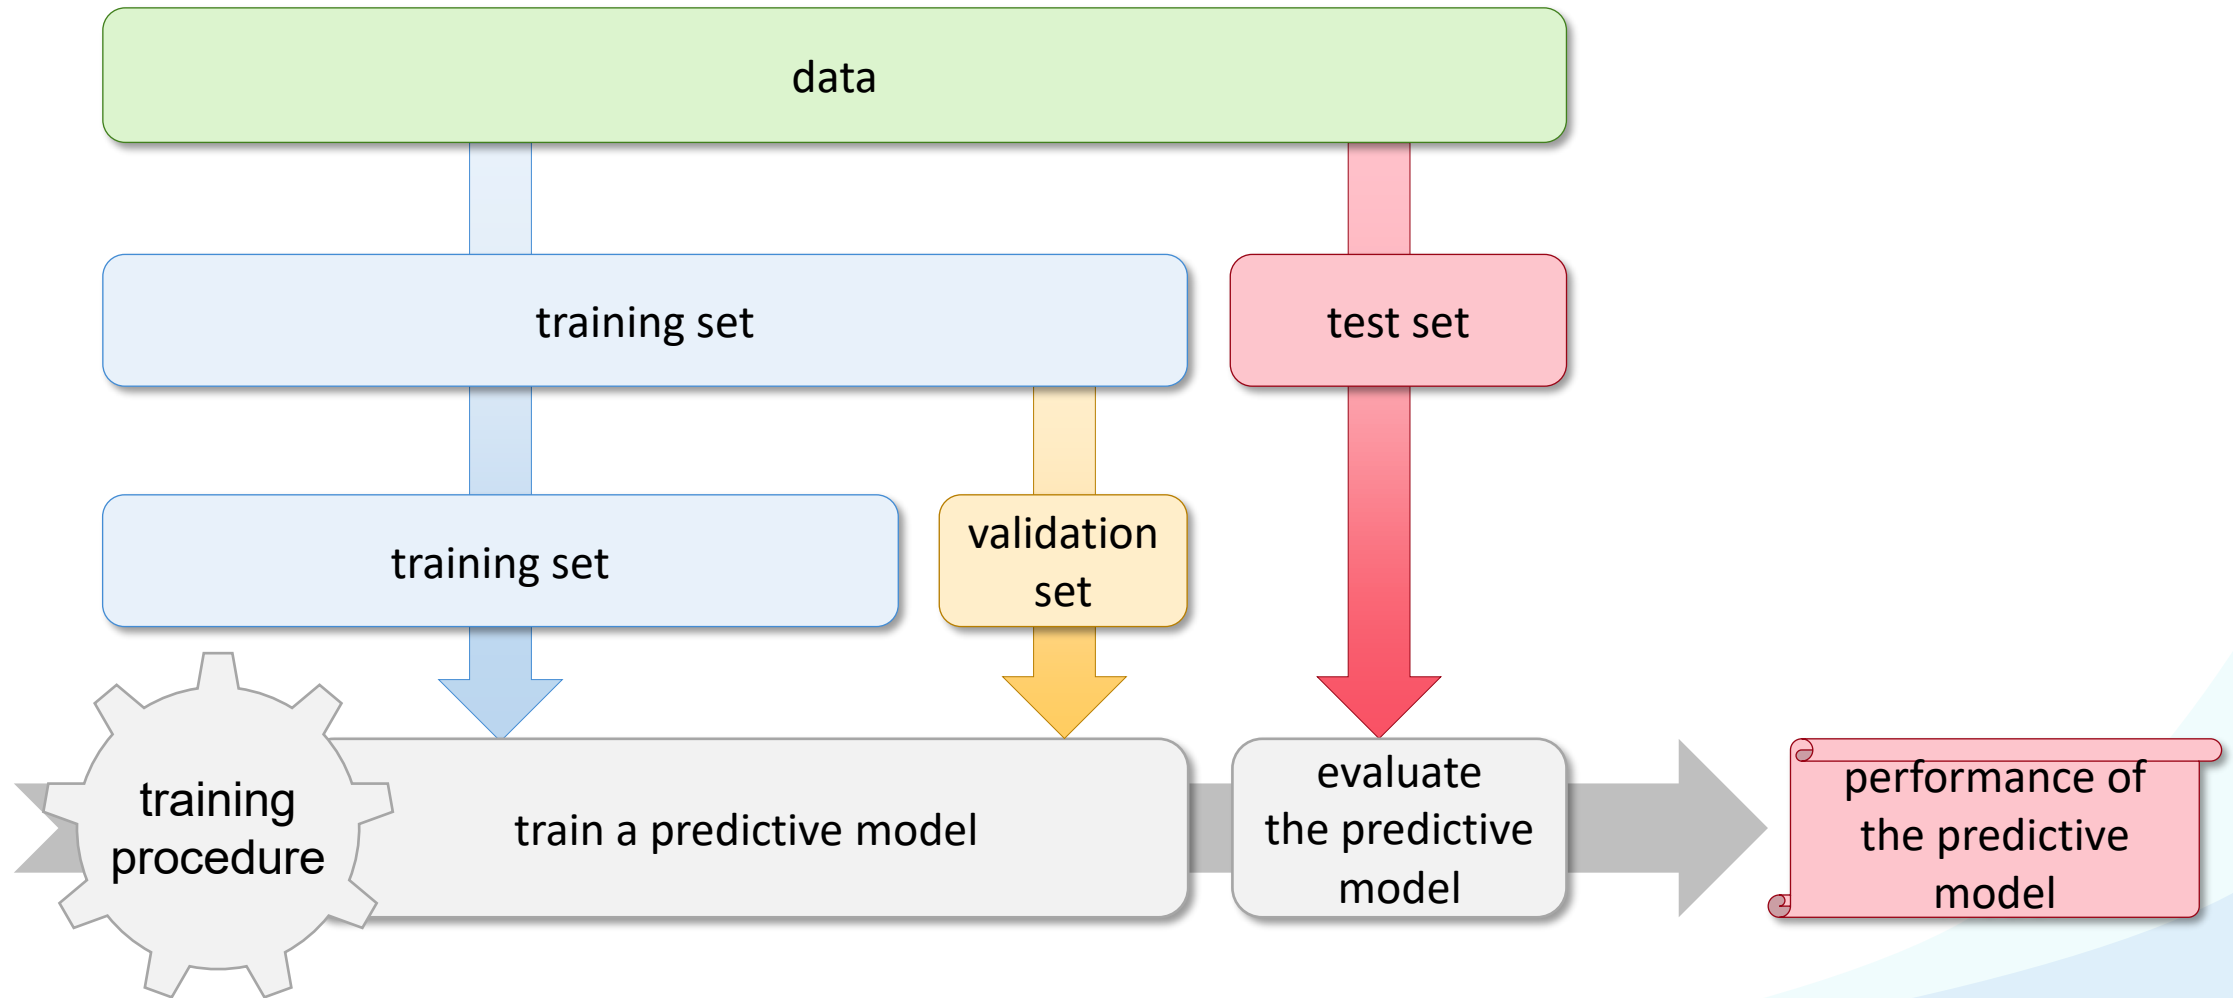 data
training set
test set
training set
validation
set
training
procedure
train a predictive model
evaluate
the predictive
model
performance of
the predictive
model